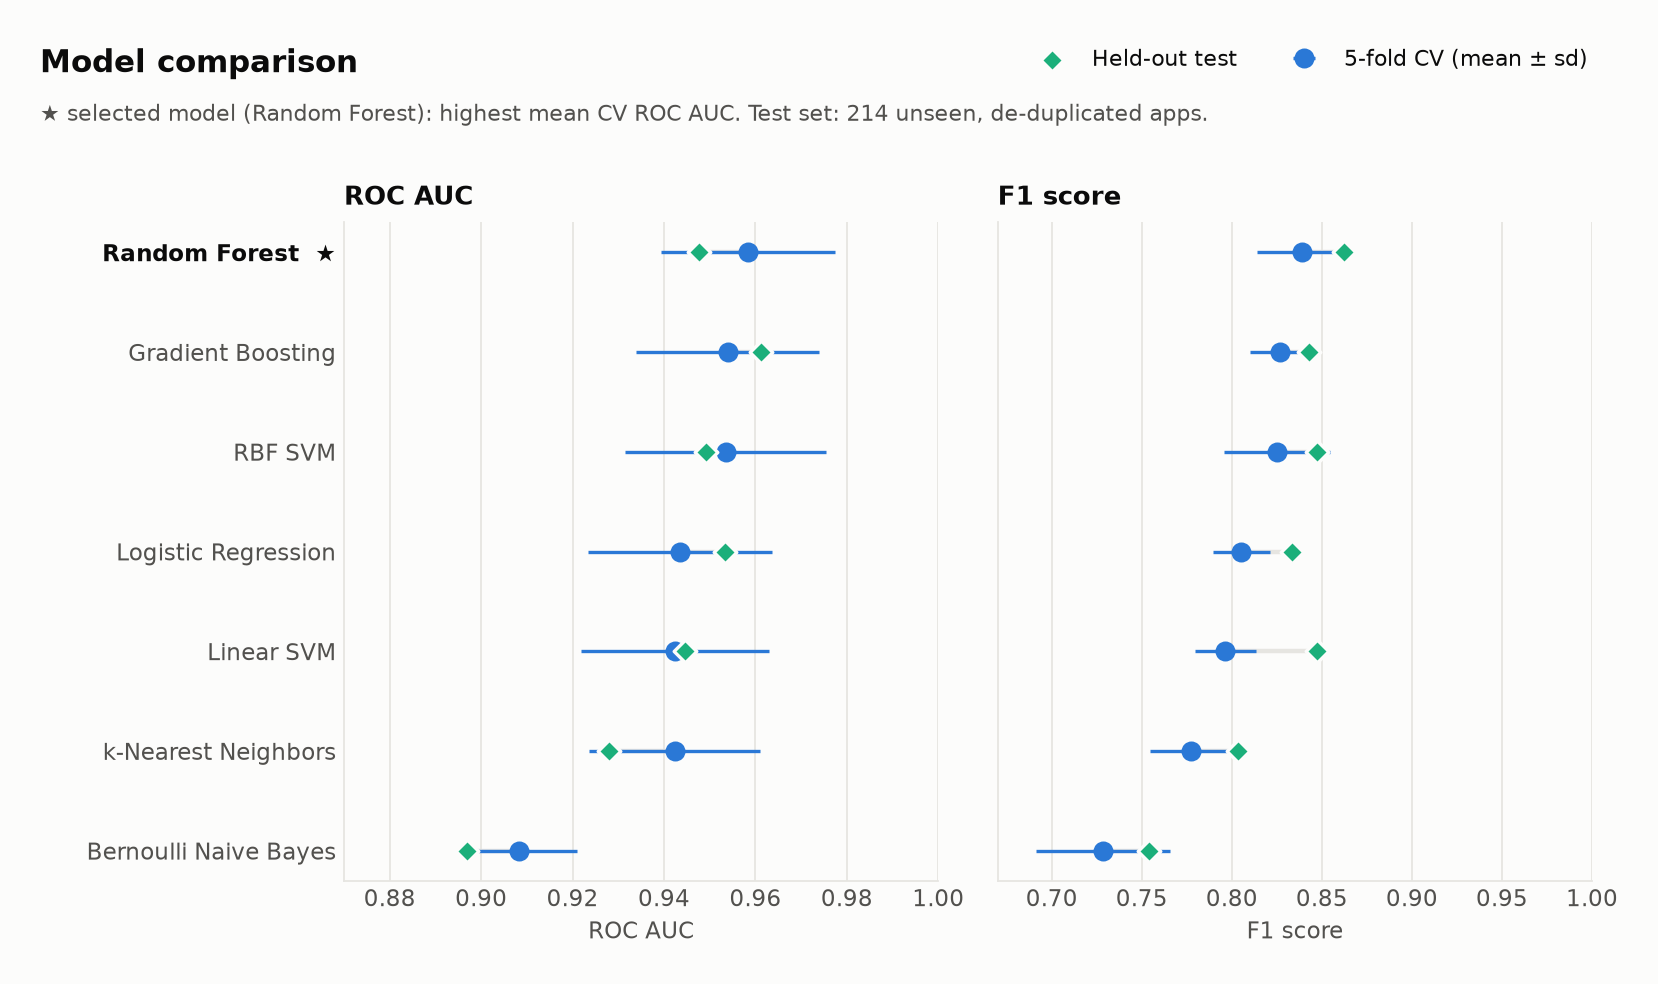 Model comparison
Held-out test
5-fold CV (mean ± sd)
★ selected model (Random Forest): highest mean CV ROC AUC. Test set: 214 unseen, de-duplicated apps.
ROC AUC
F1 score
Random Forest ★
Gradient Boosting
RBF SVM
Logistic Regression
Linear SVM
k-Nearest Neighbors
Bernoulli Naive Bayes
0.88 0.90 0.92 0.94 0.96 0.98 1.00
0.70 0.75 0.80 0.85 0.90 0.95 1.00
ROC AUC
F1 score